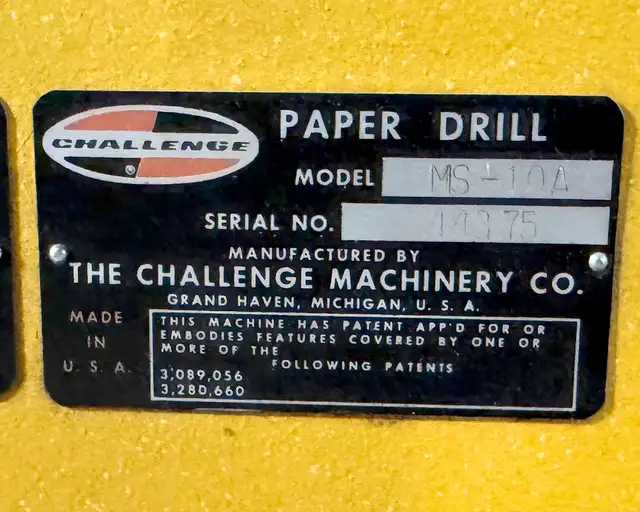 CHALLENGE
®
PAPER DRILL
MODEL MS-10A
SERIAL NO. 14375
MANUFACTURED BY
THE CHALLENGE MACHINERY CO.
GRAND HAVEN, MICHIGAN, U. S. A.
MADE
IN
U. S. A.
THIS MACHINE HAS PATENT APP'D FOR OR
EMBODIES FEATURES COVERED BY ONE OR
MORE OF THE
FOLLOWING PATENTS
3,089,056
3,280,660